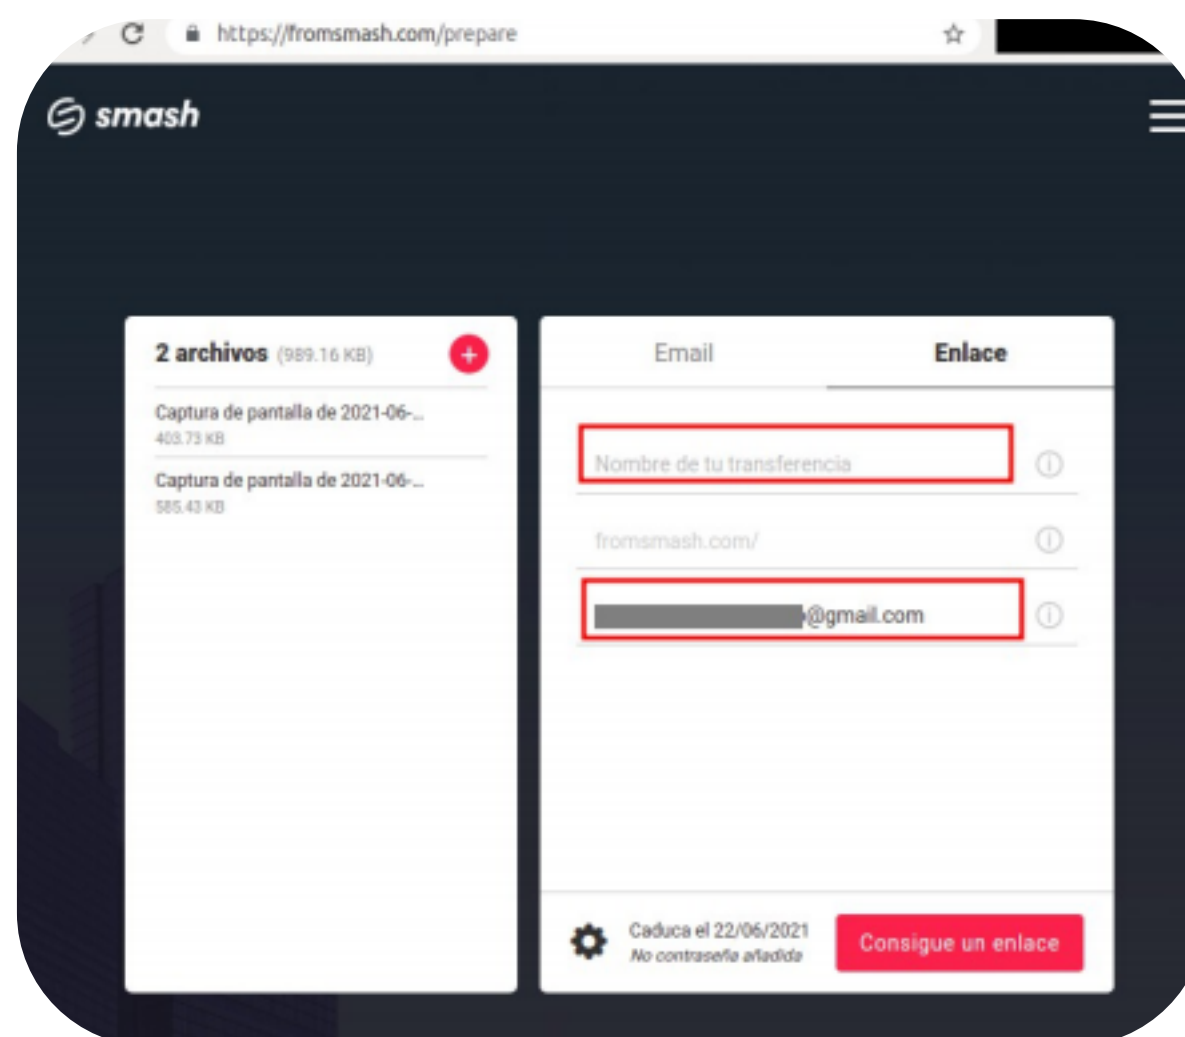 https://fromsmash.com/prepare
smash
2 archivos (989.16 KB)
+
Captura de pantalla de 2021-06-...
403.73 KB
Captura de pantalla de 2021-06-...
585.43 KB
Email Enlace
Nombre de tu transferencia
fromsmash.com/
@gmail.com
Caduca el 22/06/2021
No contraseña añadida
Consigue un enlace